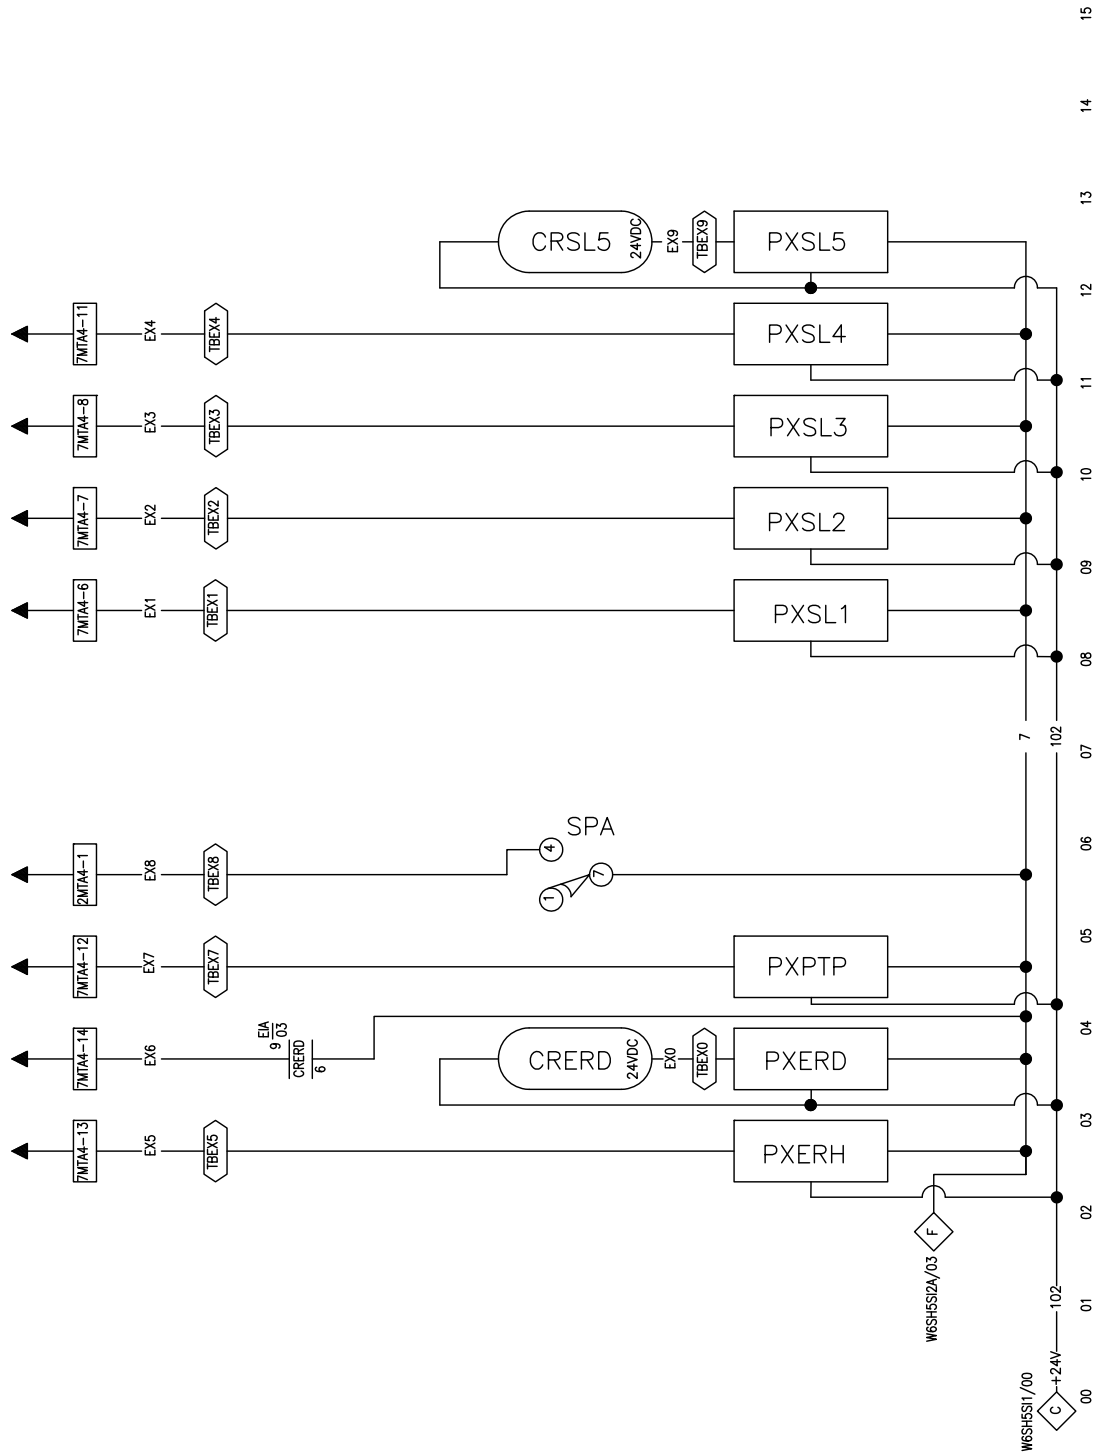 15
14
13
12
11
10
09
08
07
06
05
04
03
02
01
00
CRSL5
24VDC
EX9
TBEX9
PXSL5
7MTA4-11
EX4
TBEX4
PXSL4
7MTA4-8
EX3
TBEX3
PXSL3
7MTA4-7
EX2
TBEX2
PXSL2
7MTA4-6
EX1
TBEX1
PXSL1
7
102
2MTA4-1
EX8
TBEX8
4
SPA
1
7
7MTA4-12
EX7
TBEX7
PXPTP
7MTA4-14
EX6
EIA
9 03
CRERD
6
CRERD
24VDC
EX0
TBEX0
PXERD
7MTA4-13
EX5
TBEX5
PXERH
F
W6SH5SI2A/03
102
+24V
C
W6SH5SI1/00